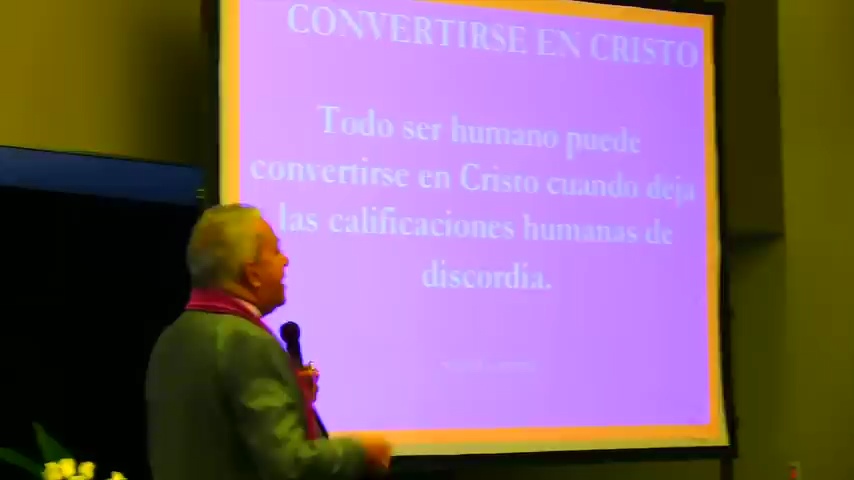 CONVERTIRSE EN CRISTO
Todo ser humano puede
convertirse en Cristo cuando deja
las calificaciones humanas de
discordia.